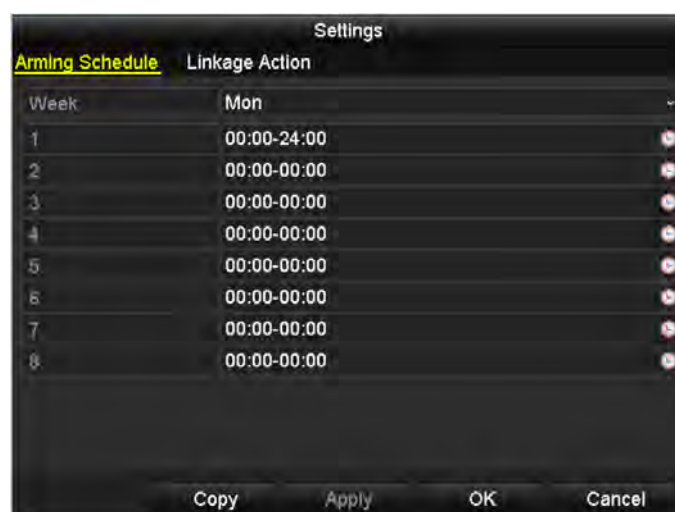 Settings
Arming Schedule Linkage Action
Week Mon
1 00:00-24:00
2 00:00-00:00
3 00:00-00:00
4 00:00-00:00
5 00:00-00:00
6 00:00-00:00
7 00:00-00:00
8 00:00-00:00
Copy Apply OK Cancel